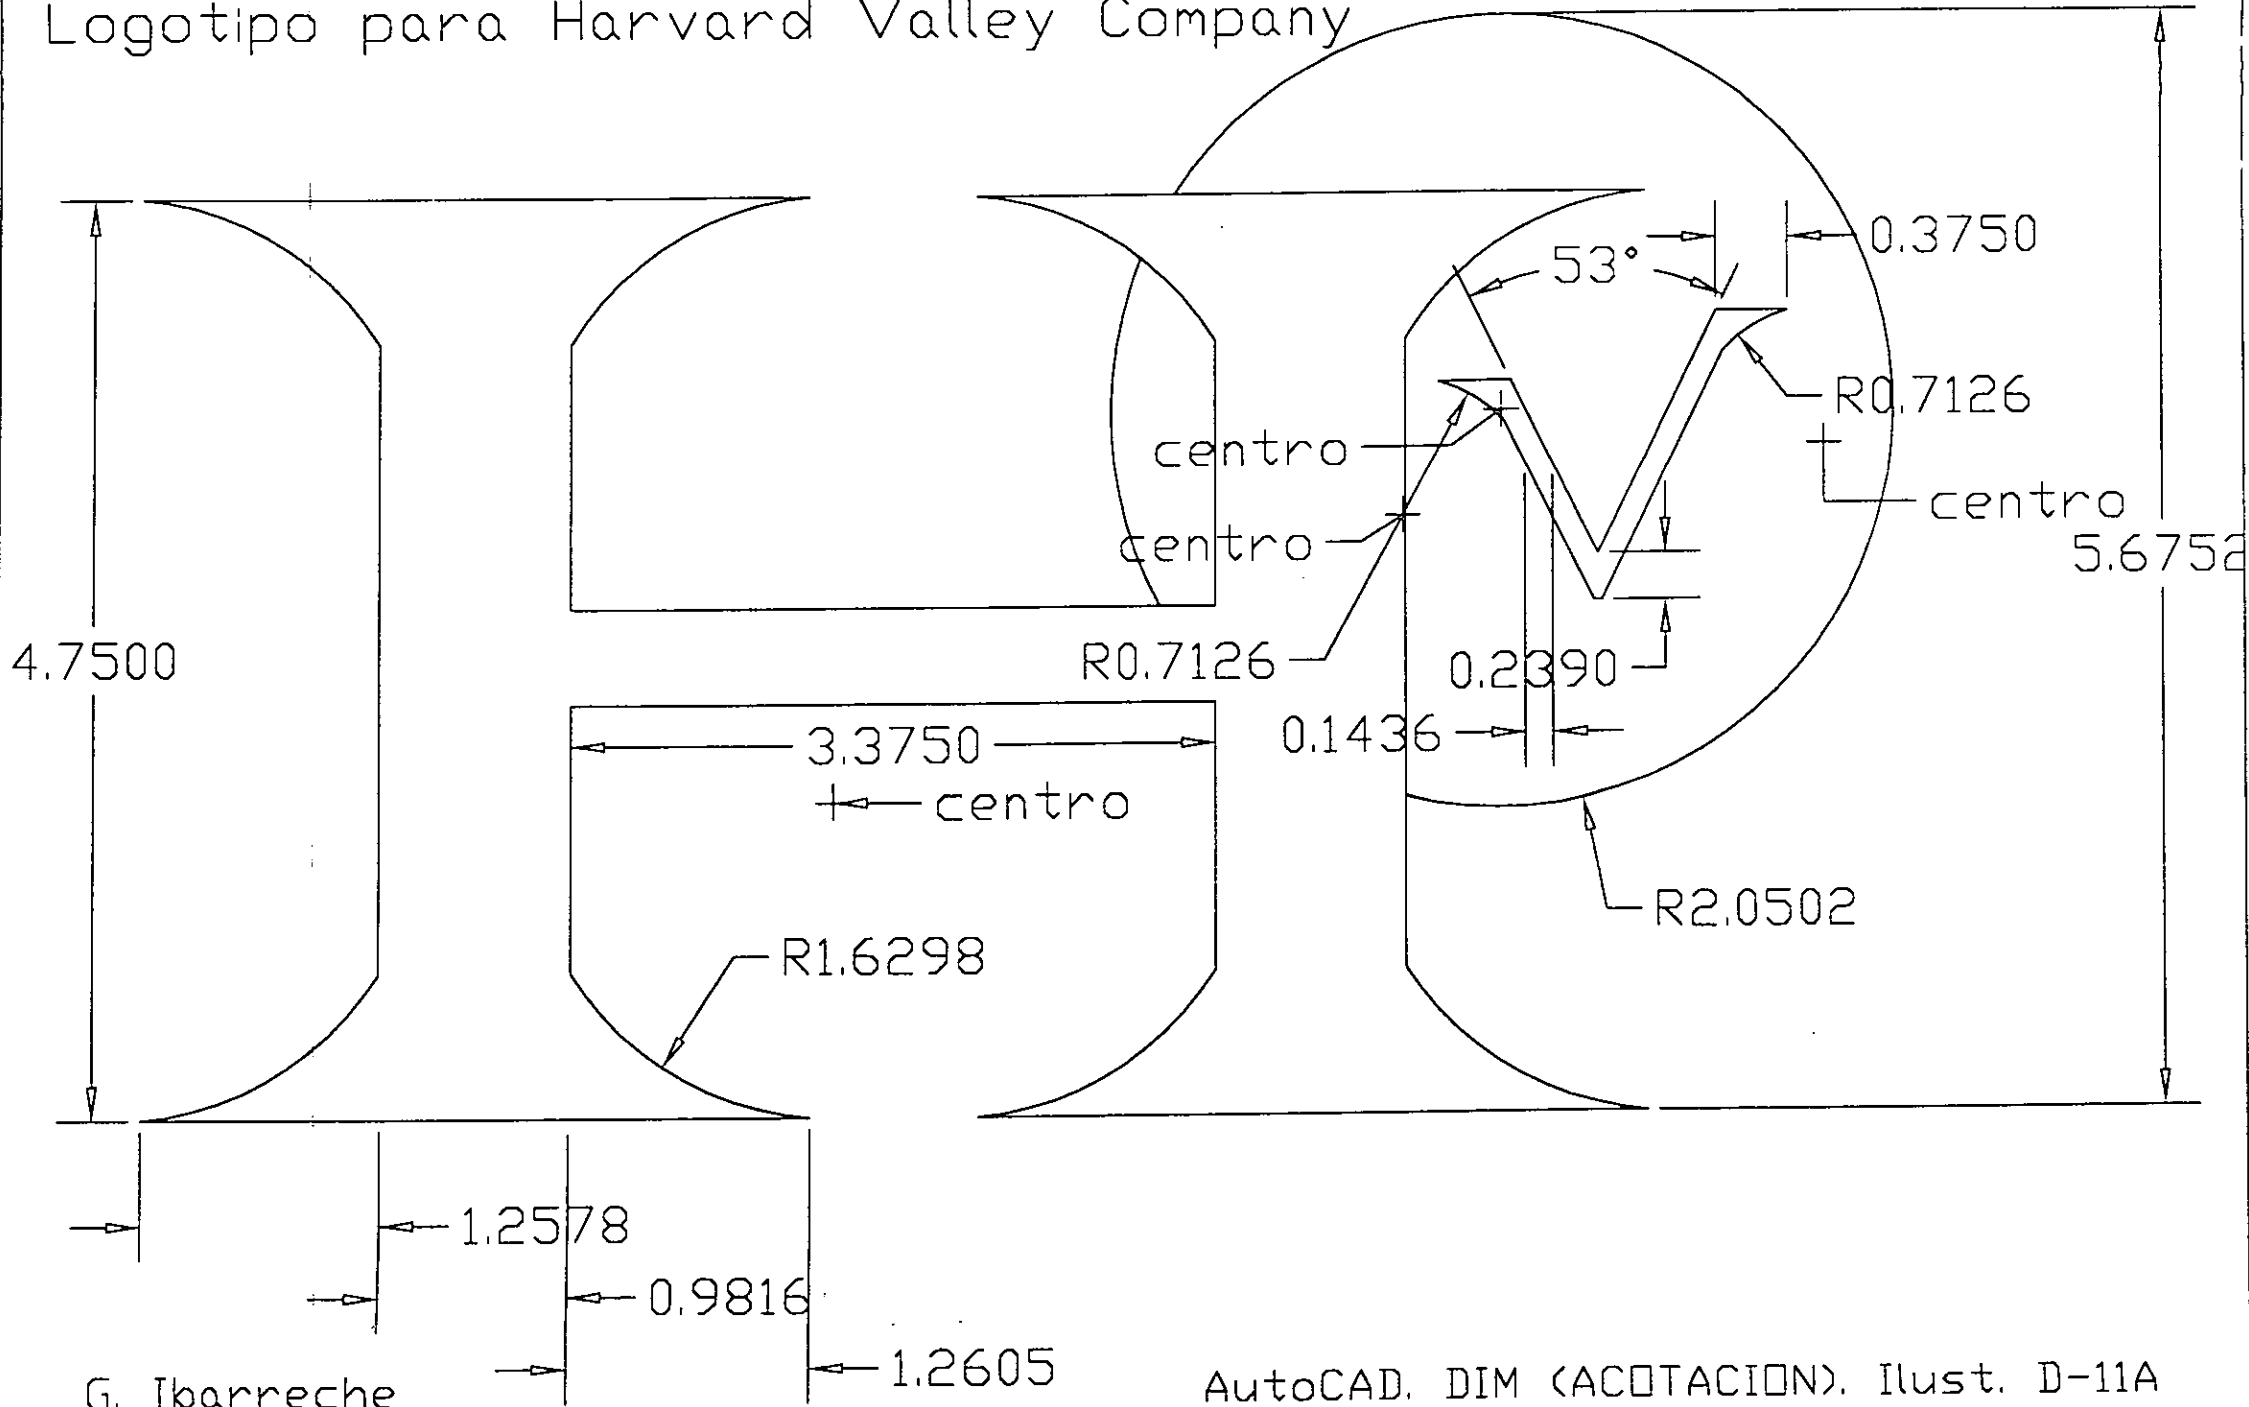 Logotipo para Harvard Valley Company
0.3750
53°
R0.7126
centro
centro
centro
5.6752
4.7500
R0.7126
0.2390
0.1436
3.3750
centro
R2.0502
R1.6298
1.2578
0.9816
1.2605
G. Ibarreche
AutoCAD. DIM (ACOTACION). Ilust. D-11A